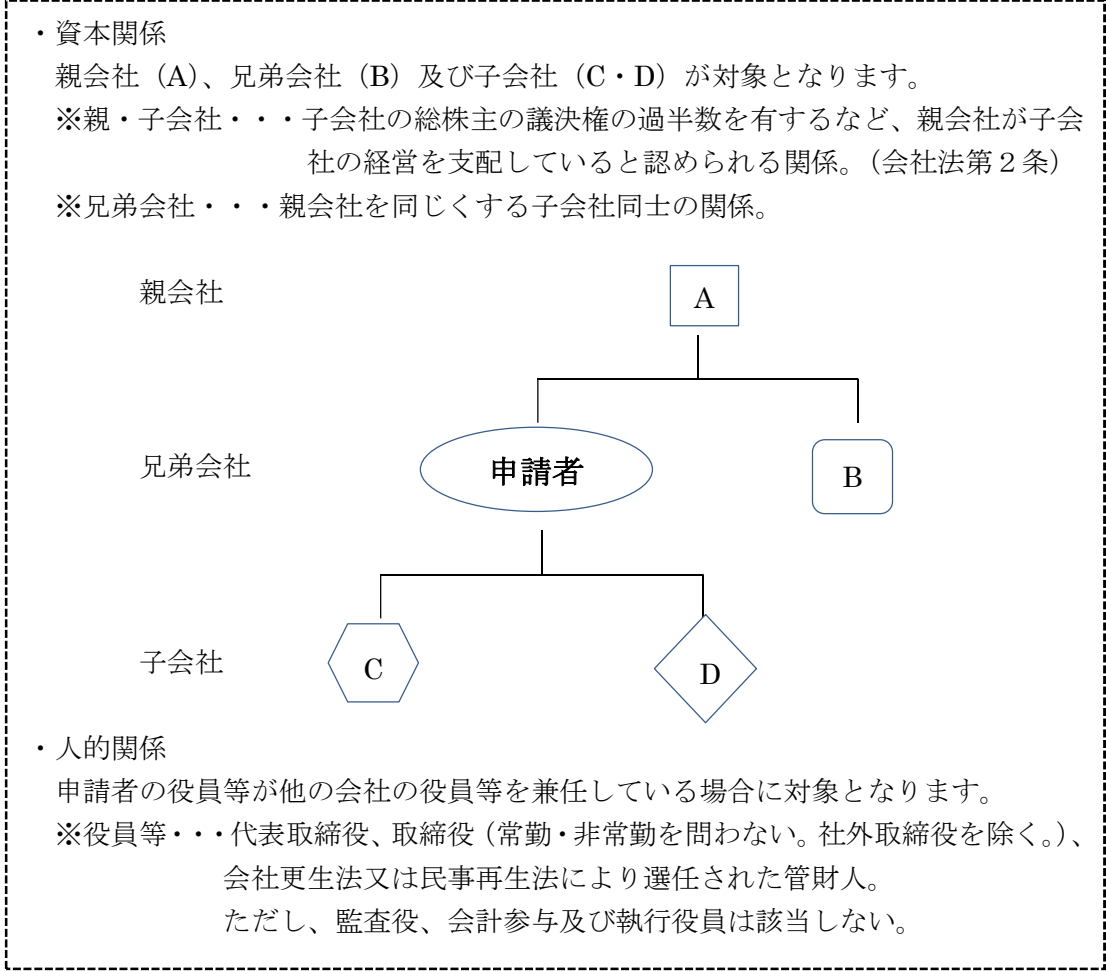 ・資本関係
親会社（A）、兄弟会社（B）及び子会社（C・D）が対象となります。
※親・子会社・・・子会社の総株主の議決権の過半数を有するなど、親会社が子会
社の経営を支配していると認められる関係。（会社法第２条）
※兄弟会社・・・親会社を同じくする子会社同士の関係。
親会社
A
兄弟会社
申請者
B
子会社
C
D
・人的関係
申請者の役員等が他の会社の役員等を兼任している場合に対象となります。
※役員等・・・代表取締役、取締役（常勤・非常勤を問わない。社外取締役を除く。）、
会社更生法又は民事再生法により選任された管財人。
ただし、監査役、会計参与及び執行役員は該当しない。